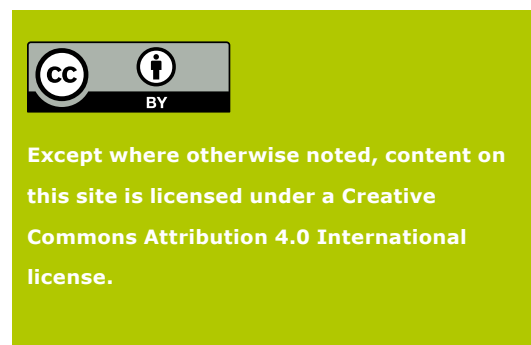 CC
BY
Except where otherwise noted, content on
this site is licensed under a Creative
Commons Attribution 4.0 International
license.